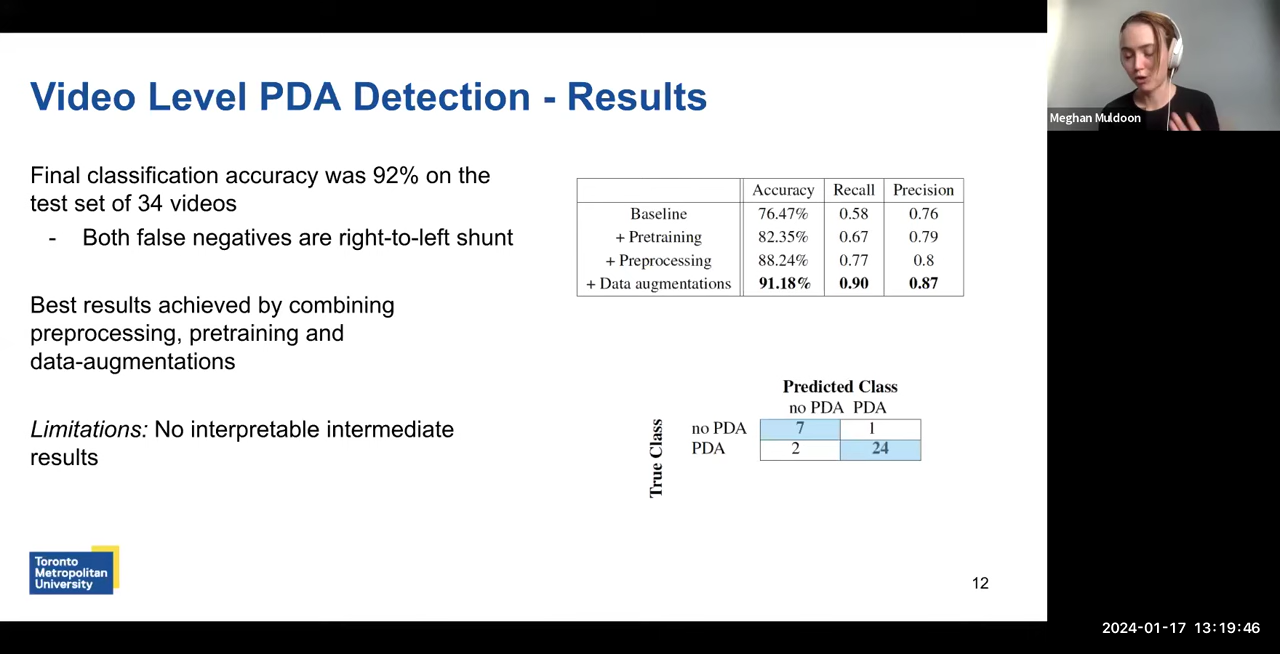 Video Level PDA Detection - Results
Final classification accuracy was 92% on the
test set of 34 videos
- Both false negatives are right-to-left shunt
Best results achieved by combining
preprocessing, pretraining and
data-augmentations
Limitations: No interpretable intermediate
results
Accuracy Recall Precision
Baseline 76.47% 0.58 0.76
+ Pretraining 82.35% 0.67 0.79
+ Preprocessing 88.24% 0.77 0.8
+ Data augmentations 91.18% 0.90 0.87
Predicted Class
no PDA PDA
True Class
no PDA 7 1
PDA 2 24
Toronto
Metropolitan
University
12
Meghan Muldoon
2024-01-17 13:19:46